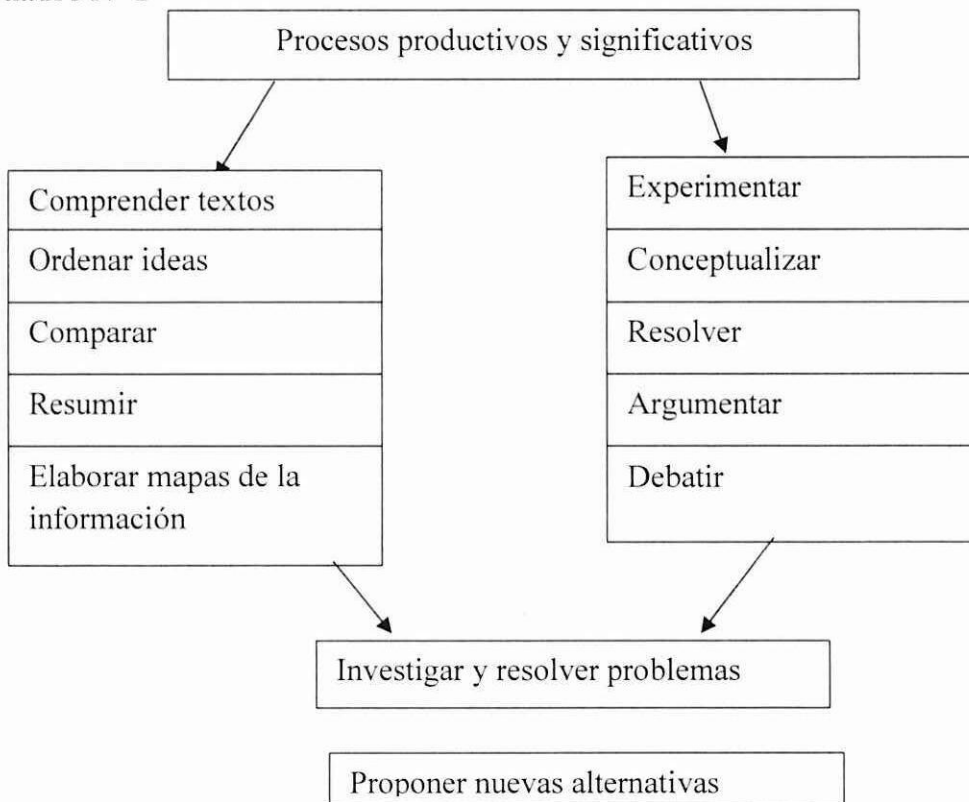 Procesos productivos y significativos
Comprender textos
Ordenar ideas
Comparar
Resumir
Elaborar mapas de la
información
Experimentar
Conceptualizar
Resolver
Argumentar
Debatir
Investigar y resolver problemas
Proponer nuevas alternativas